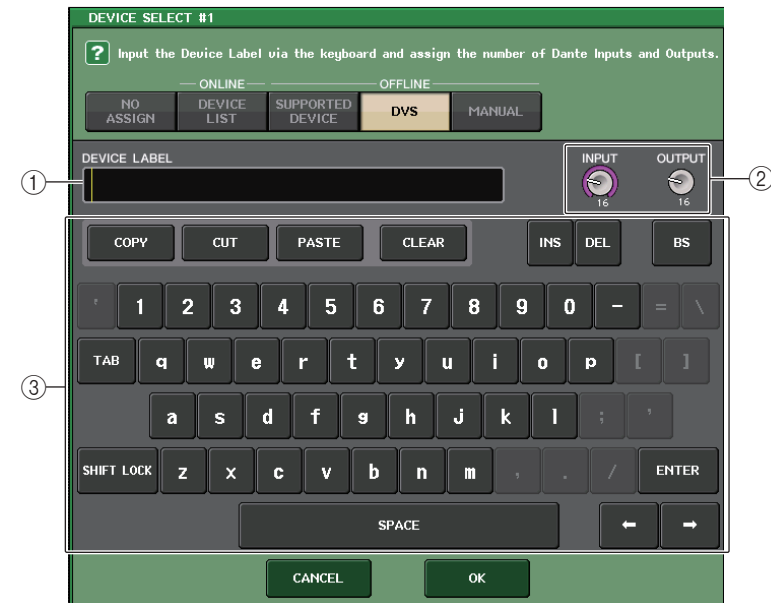 DEVICE SELECT #1
? Input the Device Label via the keyboard and assign the number of Dante Inputs and Outputs.
ONLINE OFFLINE
NO ASSIGN DEVICE LIST SUPPORTED DEVICE DVS MANUAL
DEVICE LABEL INPUT OUTPUT
16 16
1
2
COPY CUT PASTE CLEAR INS DEL BS
' 1 2 3 4 5 6 7 8 9 0 - = \
TAB q w e r t y u i o p [ ]
3
a s d f g h j k l ; '
SHIFT LOCK z x c v b n m , . / ENTER
SPACE ← →
CANCEL OK